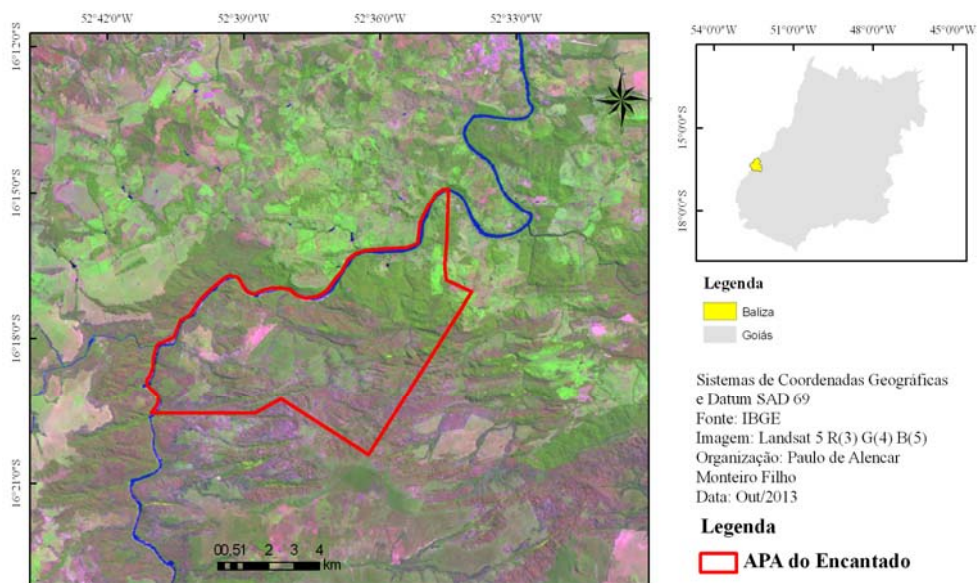 52°42'0"W
52°39'0"W
52°36'0"W
52°33'0"W
16°12'0"S
16°15'0"S
16°18'0"S
16°21'0"S
00,51 2 3 4
km
54°0'0"W
51°0'0"W
48°0'0"W
45°0'0"W
15°0'0"S
18°0'0"S
Legenda
Baliza
Goiás
Sistemas de Coordenadas Geográficas
e Datum SAD 69
Fonte: IBGE
Imagem: Landsat 5 R(3) G(4) B(5)
Organização: Paulo de Alencar
Monteiro Filho
Data: Out/2013
Legenda
APA do Encantado